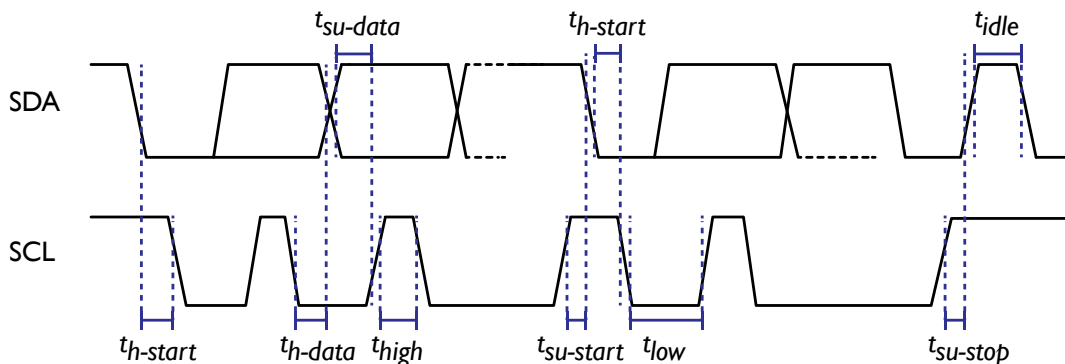 t_su-data t_h-start t_idle
SDA
SCL
t_h-start t_h-data t_high t_su-start t_low t_su-stop